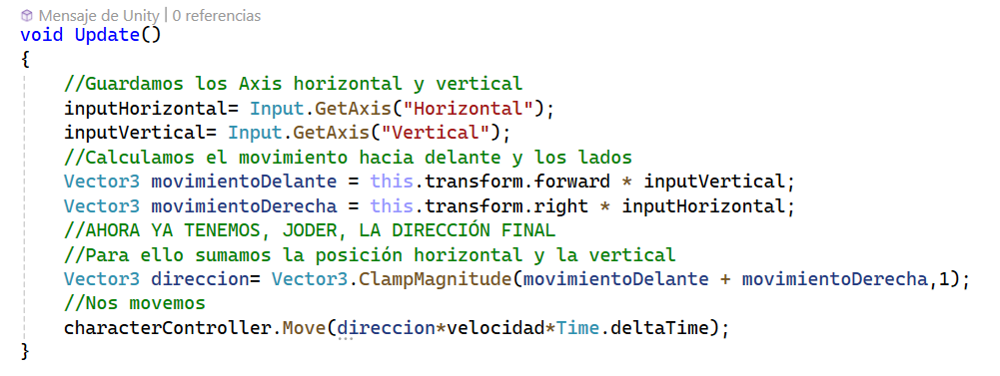 Mensaje de Unity | 0 referencias
void Update()
{
//Guardamos los Axis horizontal y vertical
inputHorizontal= Input.GetAxis("Horizontal");
inputVertical= Input.GetAxis("Vertical");
//Calculamos el movimiento hacia delante y los lados
Vector3 movimientoDelante = this.transform.forward * inputVertical;
Vector3 movimientoDerecha = this.transform.right * inputHorizontal;
//AHORA YA TENEMOS, JODER, LA DIRECCIÓN FINAL
//Para ello sumamos la posición horizontal y la vertical
Vector3 direccion= Vector3.ClampMagnitude(movimientoDelante + movimientoDerecha,1);
//Nos movemos
characterController.Move(direccion*velocidad*Time.deltaTime);
}